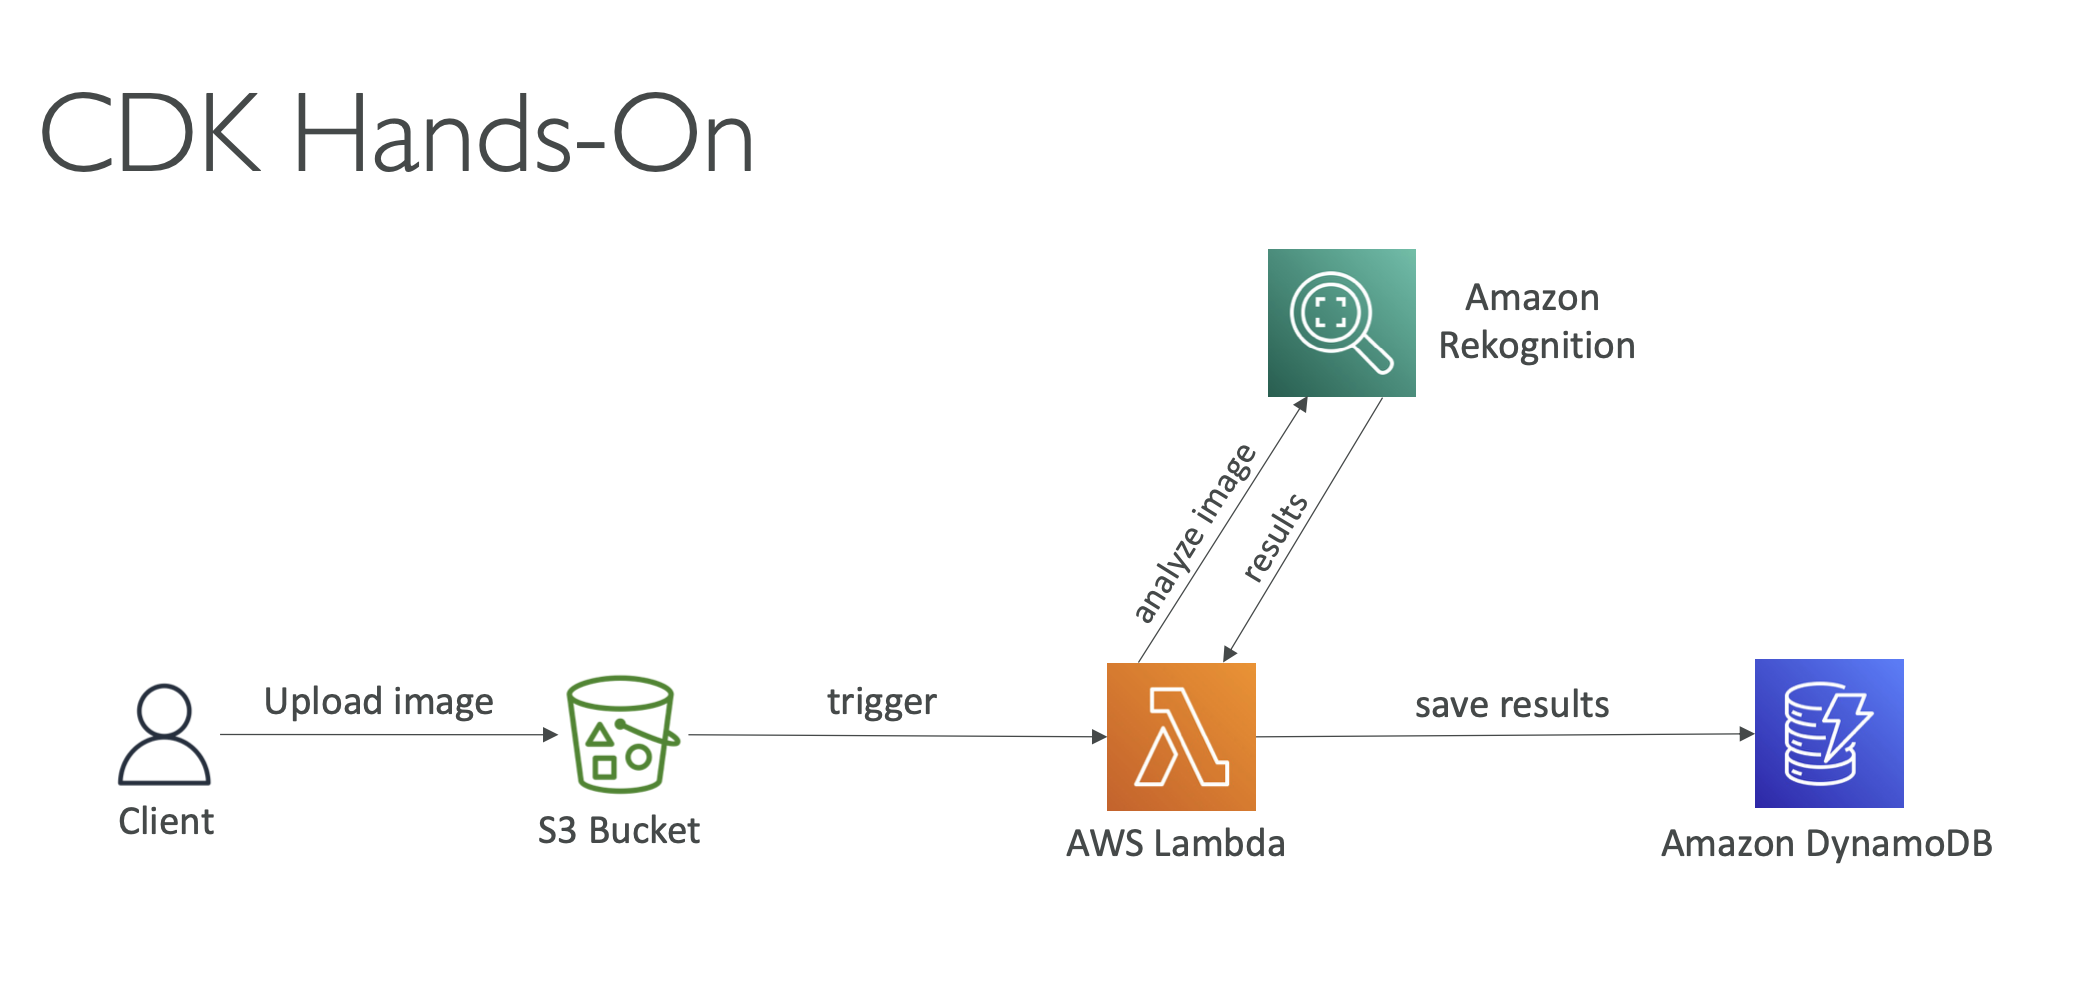 CDK Hands-On
Amazon
Rekognition
analyze image
results
Upload image
trigger
save results
Client
S3 Bucket
AWS Lambda
Amazon DynamoDB